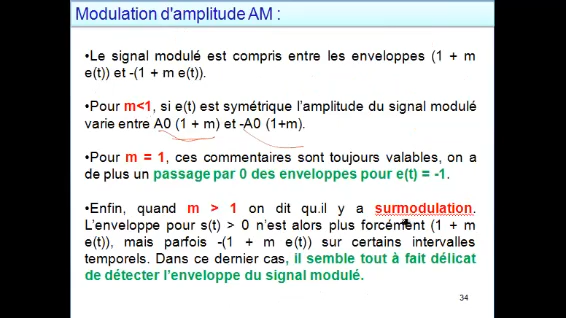 Modulation d'amplitude AM :
•Le signal modulé est compris entre les enveloppes (1 + m
e(t)) et -(1 + m e(t)).
•Pour m<1, si e(t) est symétrique l'amplitude du signal modulé
varie entre A0 (1 + m) et -A0 (1+m).
•Pour m = 1, ces commentaires sont toujours valables, on a
de plus un passage par 0 des enveloppes pour e(t) = -1.
•Enfin, quand m > 1 on dit qu.il y a surmodulation.
L'enveloppe pour s(t) > 0 n'est alors plus forcément (1 + m
e(t)), mais parfois -(1 + m e(t)) sur certains intervalles
temporels. Dans ce dernier cas, il semble tout à fait délicat
de détecter l'enveloppe du signal modulé.
34